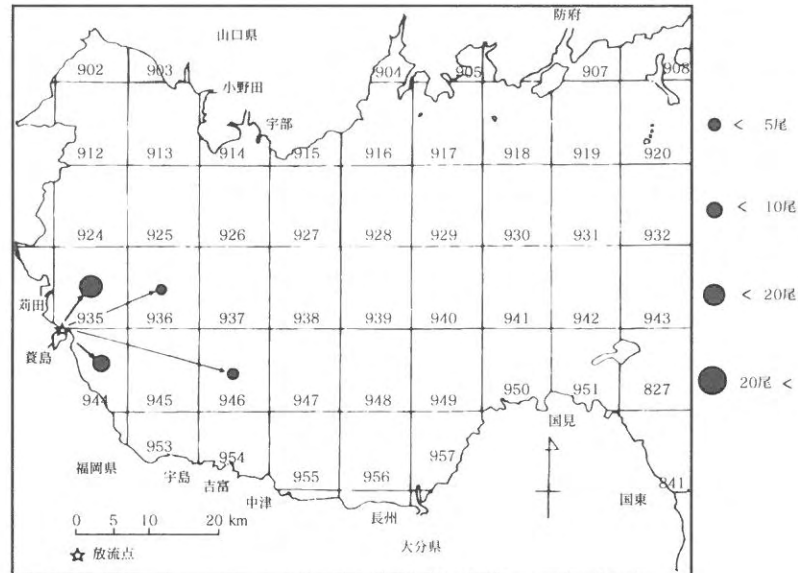 防府
山口県
902 903 904 905 907 908
小野田
宇部
912 913 914 915 916 917 918 919 920
924 925 926 927 928 929 930 931 932
苅田
935 936 937 938 939 940 941 942 943
蓑島
944 945 946 947 948 949 950 951 827
国見
953 954 955 956 957 841
福岡県
宇島
吉富
中津
長州
国東
大分県
0 10 20 km
☆ 放流点
< 5尾
< 10尾
< 20尾
20尾 <